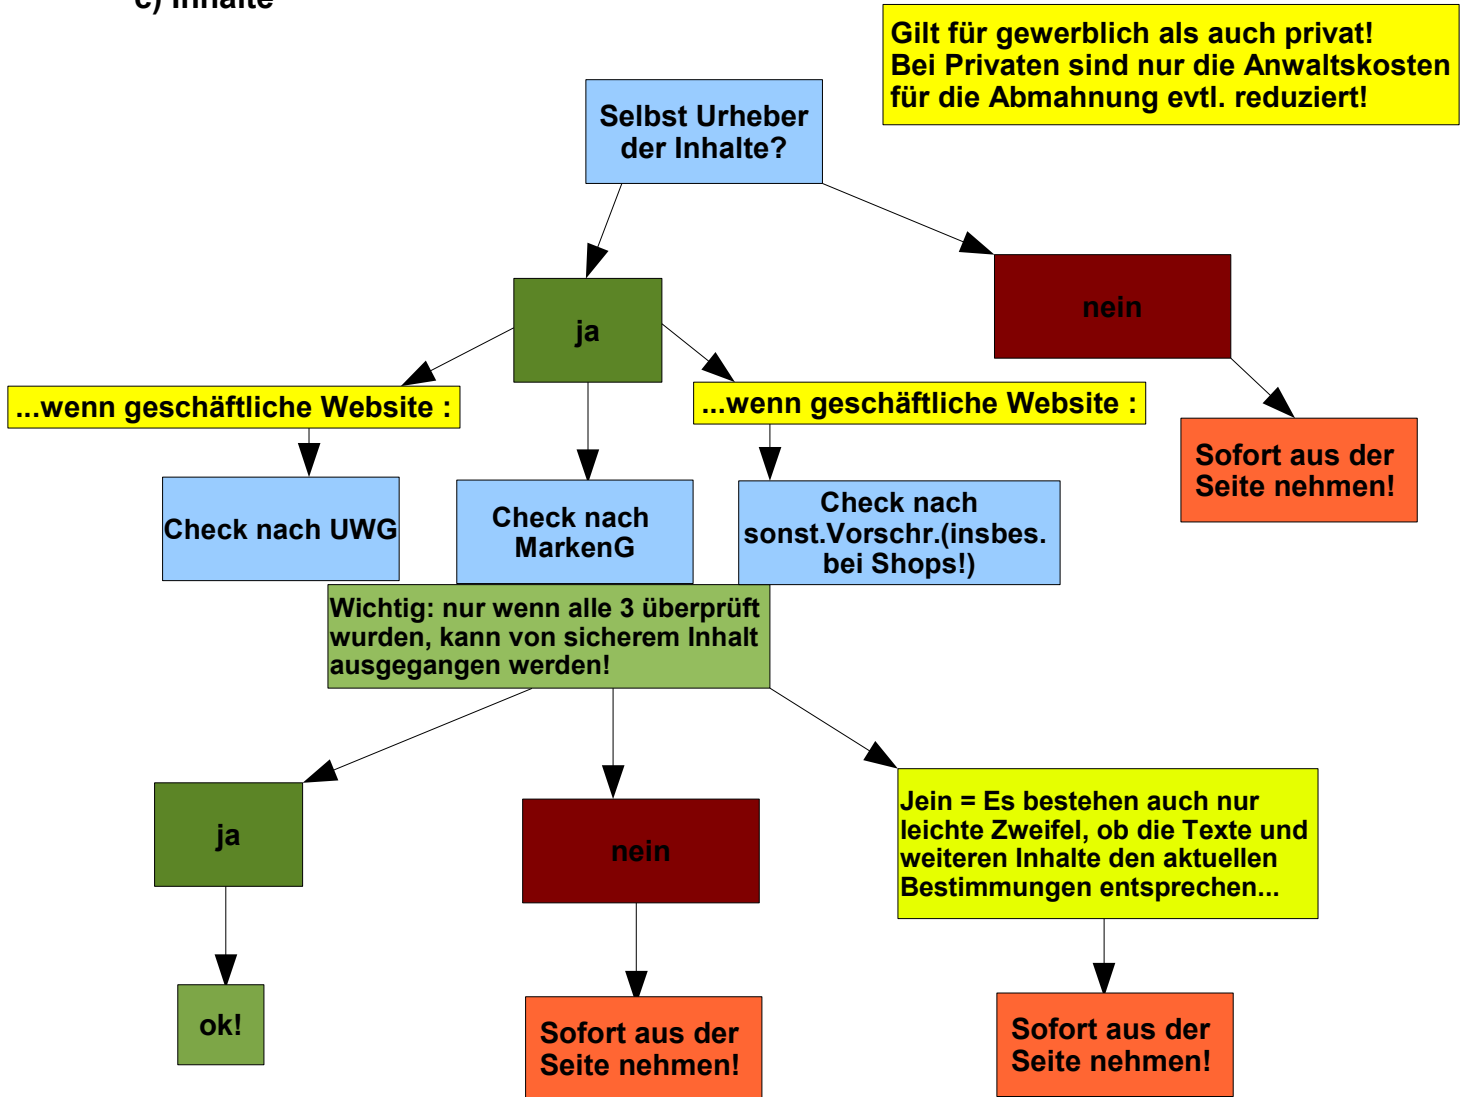 c) Inhalte
Gilt für gewerblich als auch privat!
Bei Privaten sind nur die Anwaltskosten
für die Abmahnung evtl. reduziert!
Selbst Urheber
der Inhalte?
ja
nein
...wenn geschäftliche Website :
...wenn geschäftliche Website :
Sofort aus der
Seite nehmen!
Check nach UWG
Check nach
MarkenG
Check nach
sonst.Vorschr.(insbes.
bei Shops!)
Wichtig: nur wenn alle 3 überprüft
wurden, kann von sicherem Inhalt
ausgegangen werden!
ja
nein
Jein = Es bestehen auch nur
leichte Zweifel, ob die Texte und
weiteren Inhalte den aktuellen
Bestimmungen entsprechen...
ok!
Sofort aus der
Seite nehmen!
Sofort aus der
Seite nehmen!